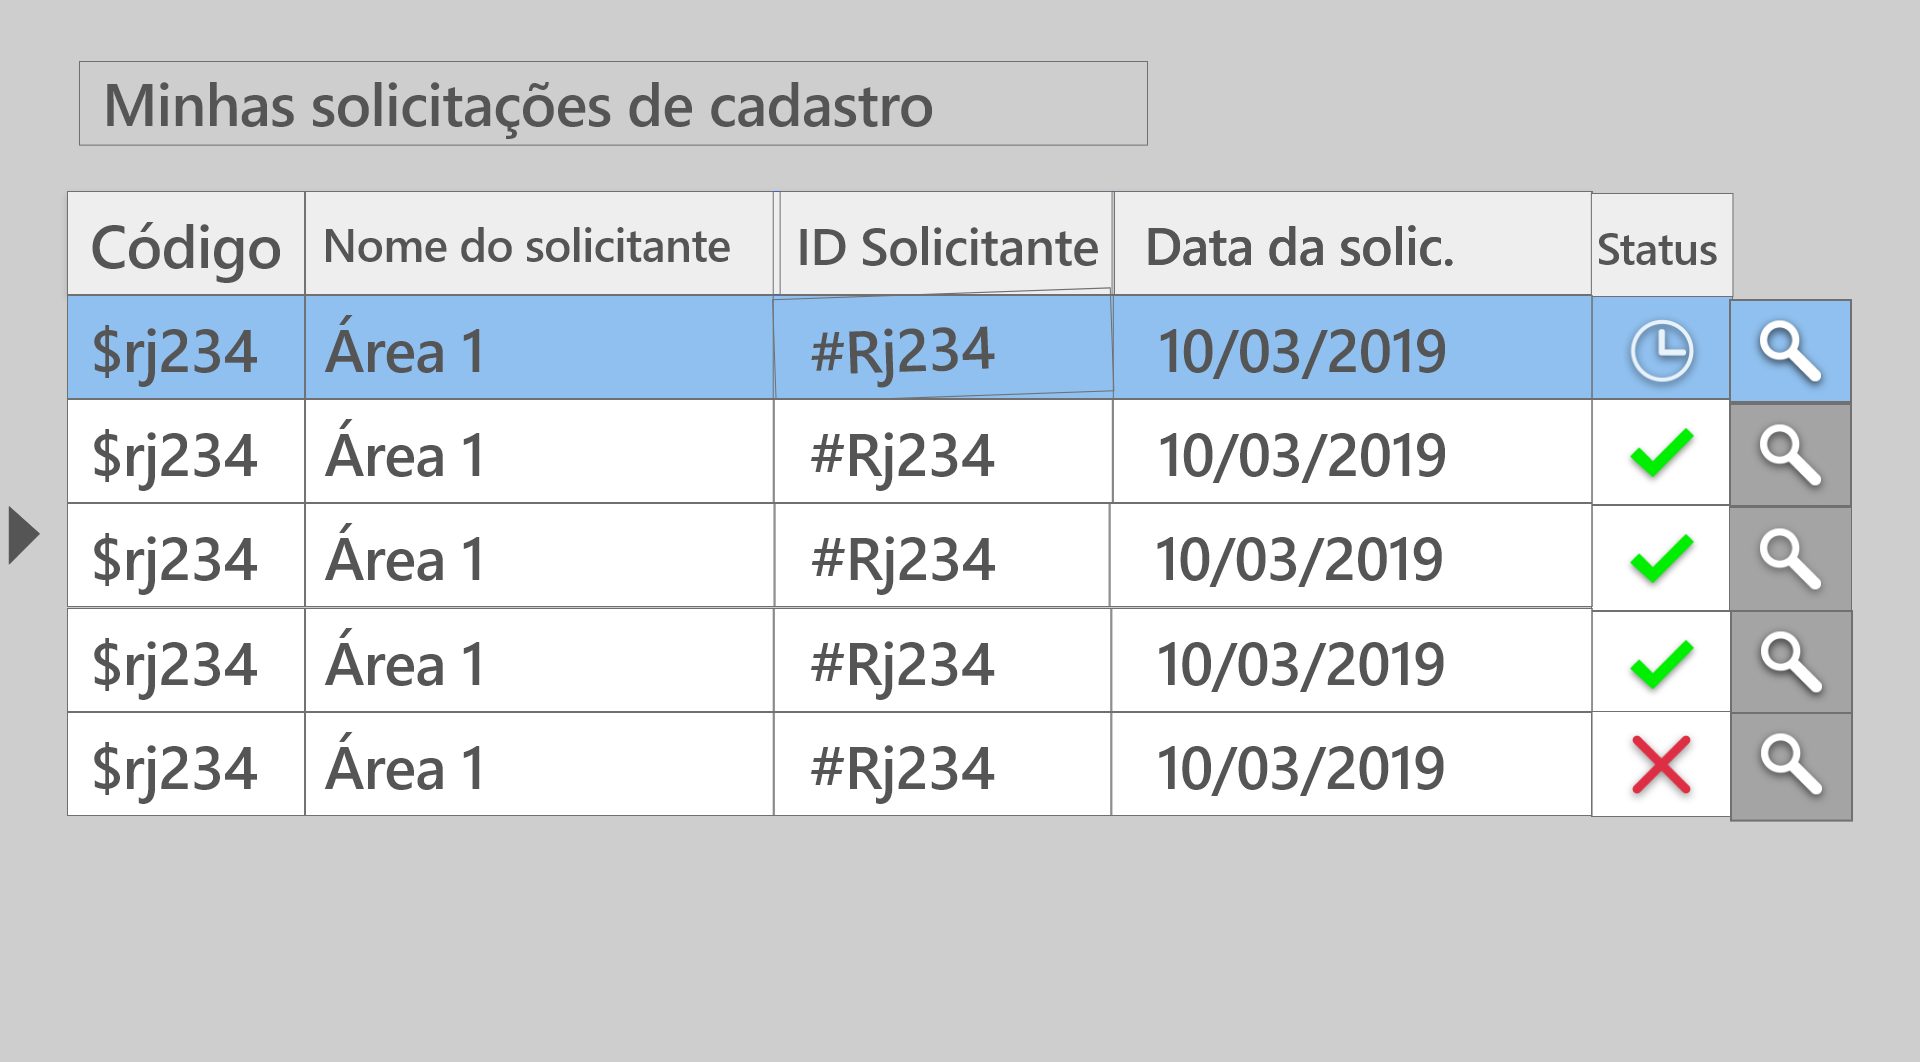 Minhas solicitações de cadastro
Código Nome do solicitante ID Solicitante Data da solic. Status
$rj234 Área 1 #Rj234 10/03/2019
$rj234 Área 1 #Rj234 10/03/2019
$rj234 Área 1 #Rj234 10/03/2019
$rj234 Área 1 #Rj234 10/03/2019
$rj234 Área 1 #Rj234 10/03/2019